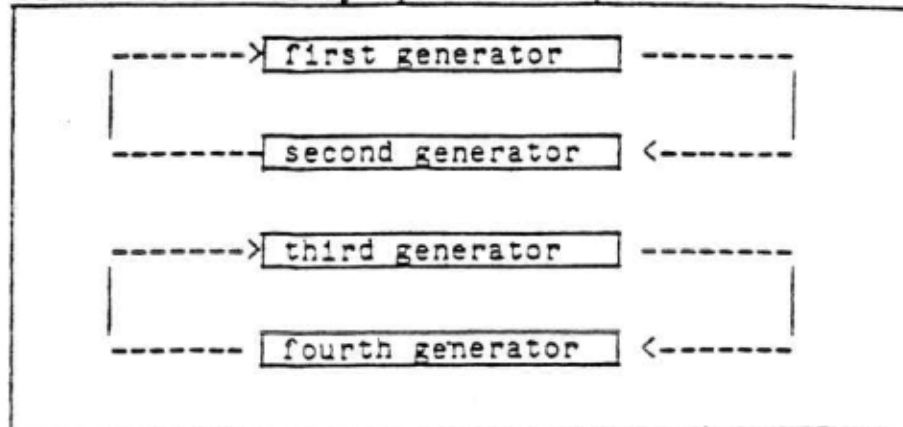 first generator
second generator
third generator
fourth generator